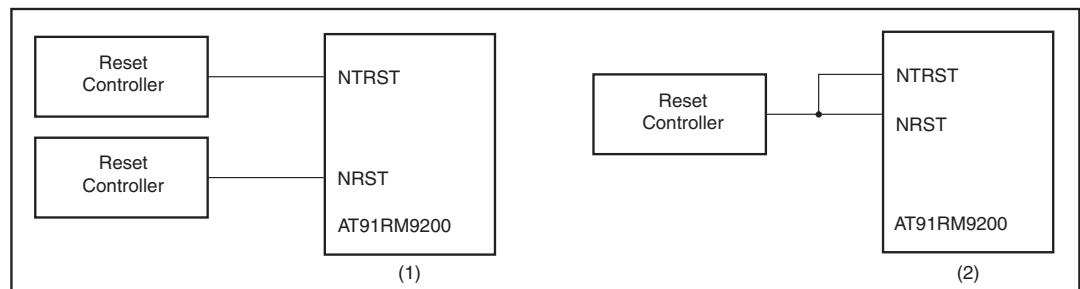 Reset
Controller
NTRST
Reset
Controller
NRST
AT91RM9200
(1)
Reset
Controller
NTRST
NRST
AT91RM9200
(2)